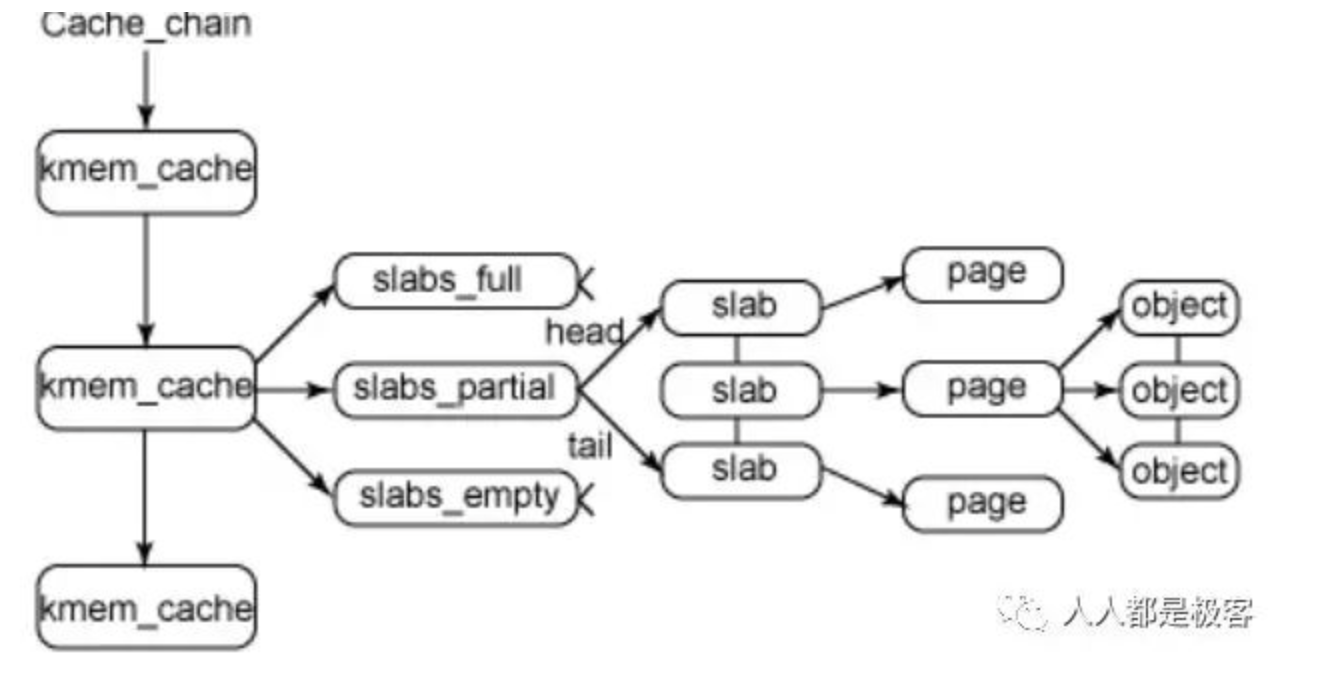 Cache_chain
kmem_cache
kmem_cache
kmem_cache
slabs_full
slabs_partial
slabs_empty
head
tail
slab
slab
slab
page
page
page
object
object
object
人人都是极客